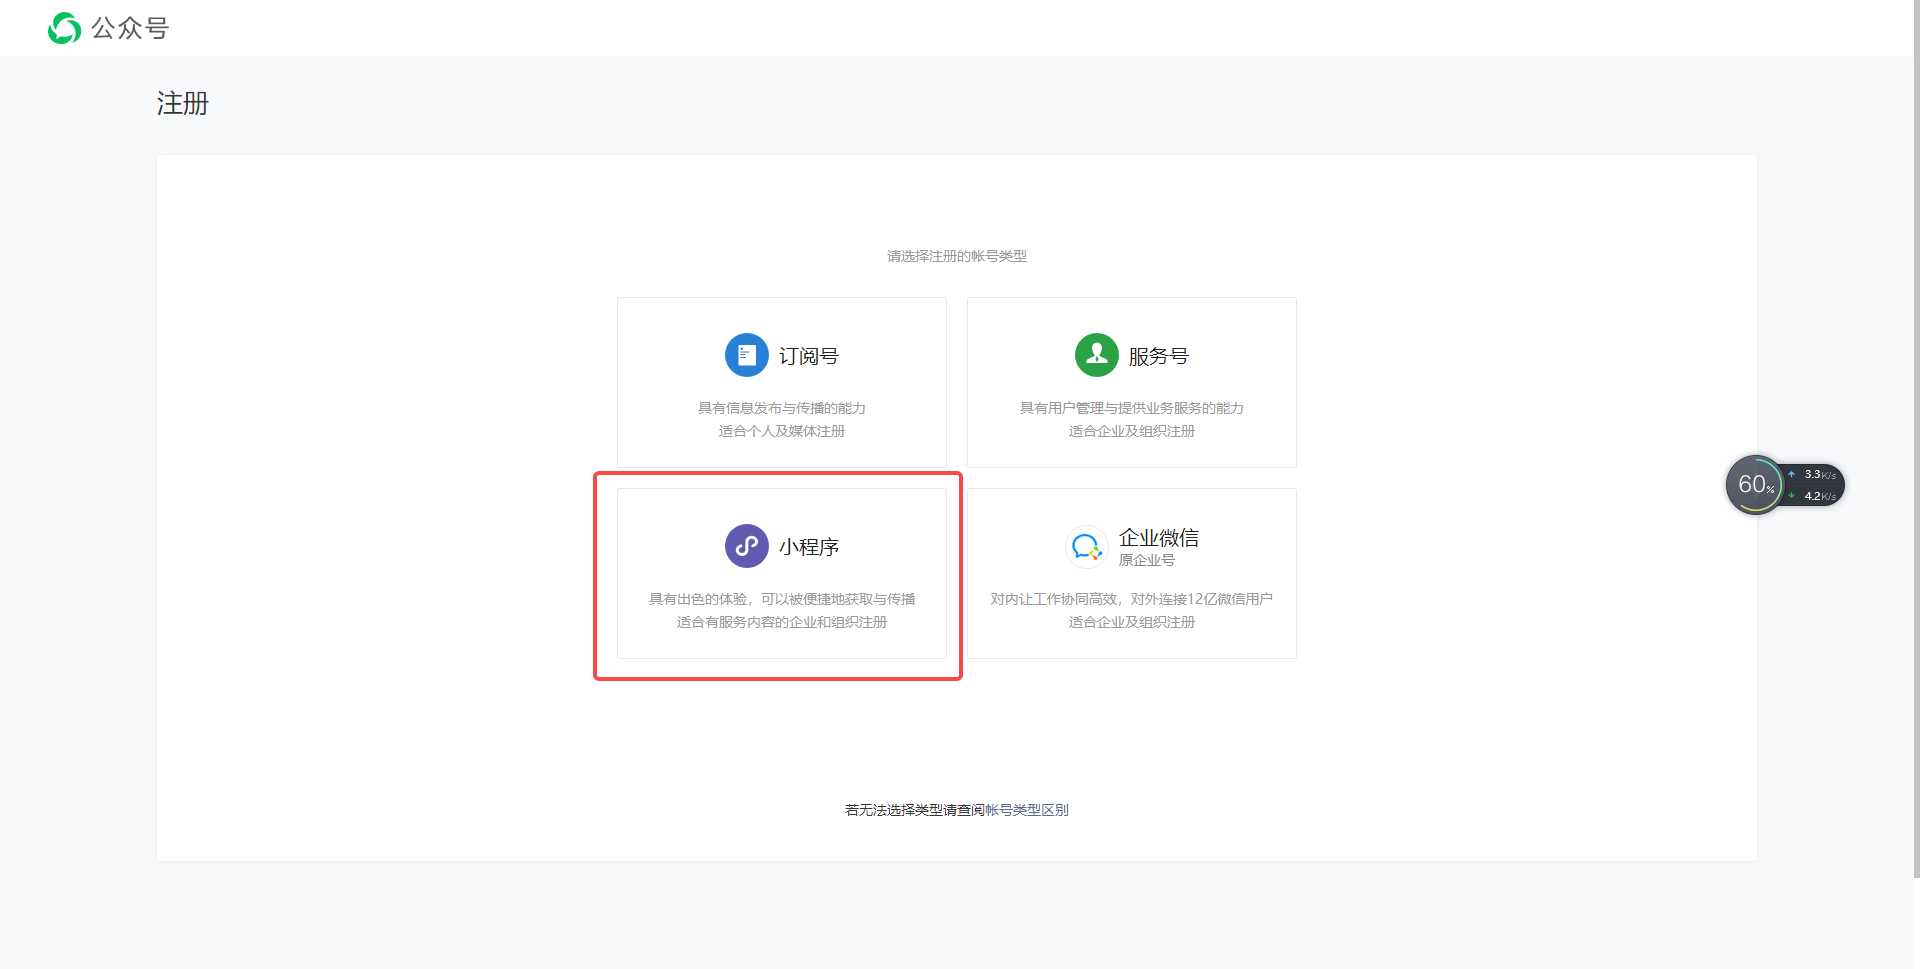 公众号
注册
请选择注册的帐号类型
订阅号
具有信息发布与传播的能力
适合个人及媒体注册
服务号
具有用户管理与提供业务服务的能力
适合企业及组织注册
小程序
具有出色的体验，可以被便捷地获取与传播
适合有服务内容的企业和组织注册
企业微信
原企业号
对内让工作协同高效，对外连接12亿微信用户
适合企业及组织注册
60%
3.3K/s
4.2K/s
若无法选择类型请查阅帐号类型区别